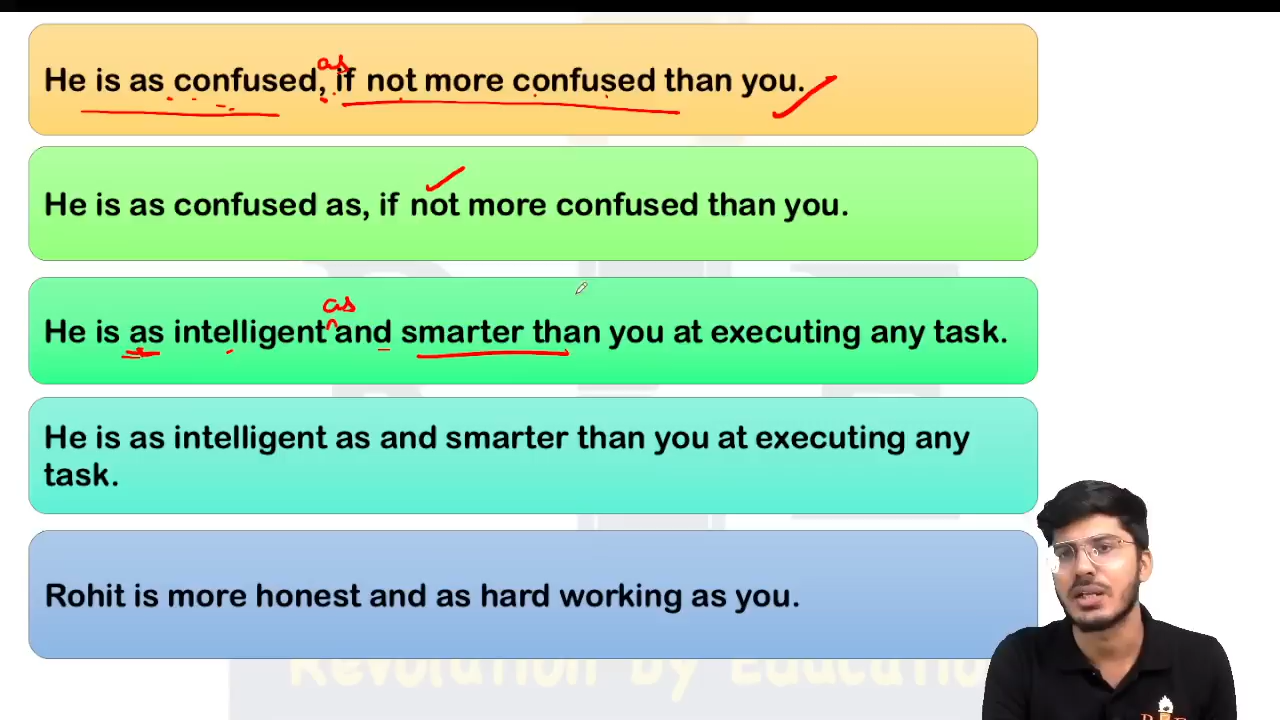 as
He is as confused, if not more confused than you.
He is as confused as, if not more confused than you.
as
He is as intelligent and smarter than you at executing any task.
He is as intelligent as and smarter than you at executing any
task.
Rohit is more honest and as hard working as you.
Revolution by Education